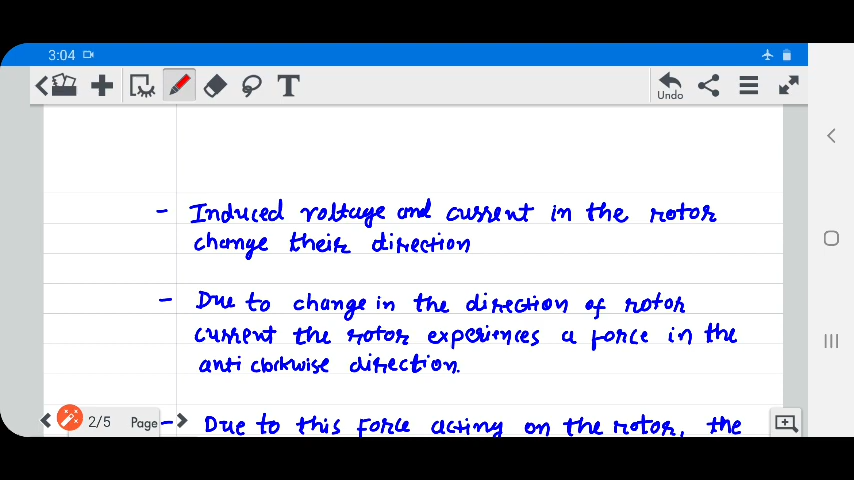 3:04
T
Undo
- Induced voltage and current in the rotor
change their direction
- Due to change in the direction of rotor
current the rotor experiences a force in the
anti clockwise direction.
2/5 Page
- Due to this Force acting on the rotor, the